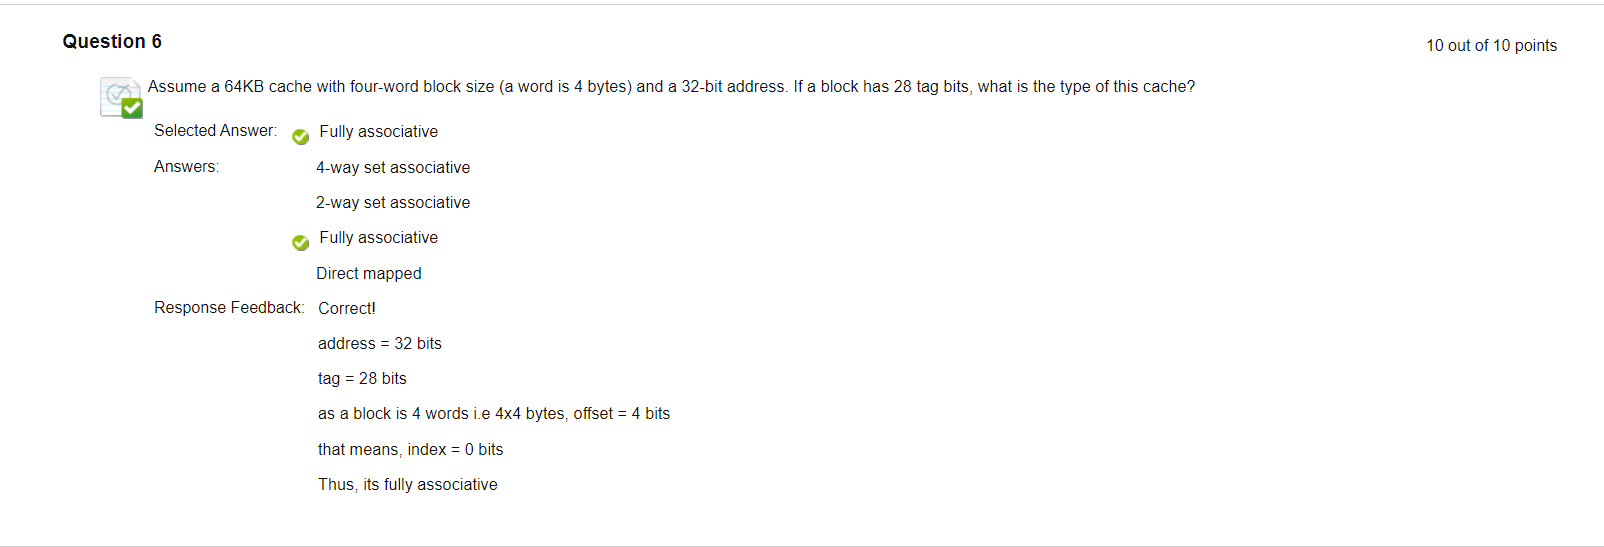 Question 6
10 out of 10 points
Assume a 64KB cache with four-word block size (a word is 4 bytes) and a 32-bit address. If a block has 28 tag bits, what is the type of this cache?
Selected Answer: Fully associative
Answers: 4-way set associative
2-way set associative
Fully associative
Direct mapped
Response Feedback: Correct!
address = 32 bits
tag = 28 bits
as a block is 4 words i.e 4x4 bytes, offset = 4 bits
that means, index = 0 bits
Thus, its fully associative